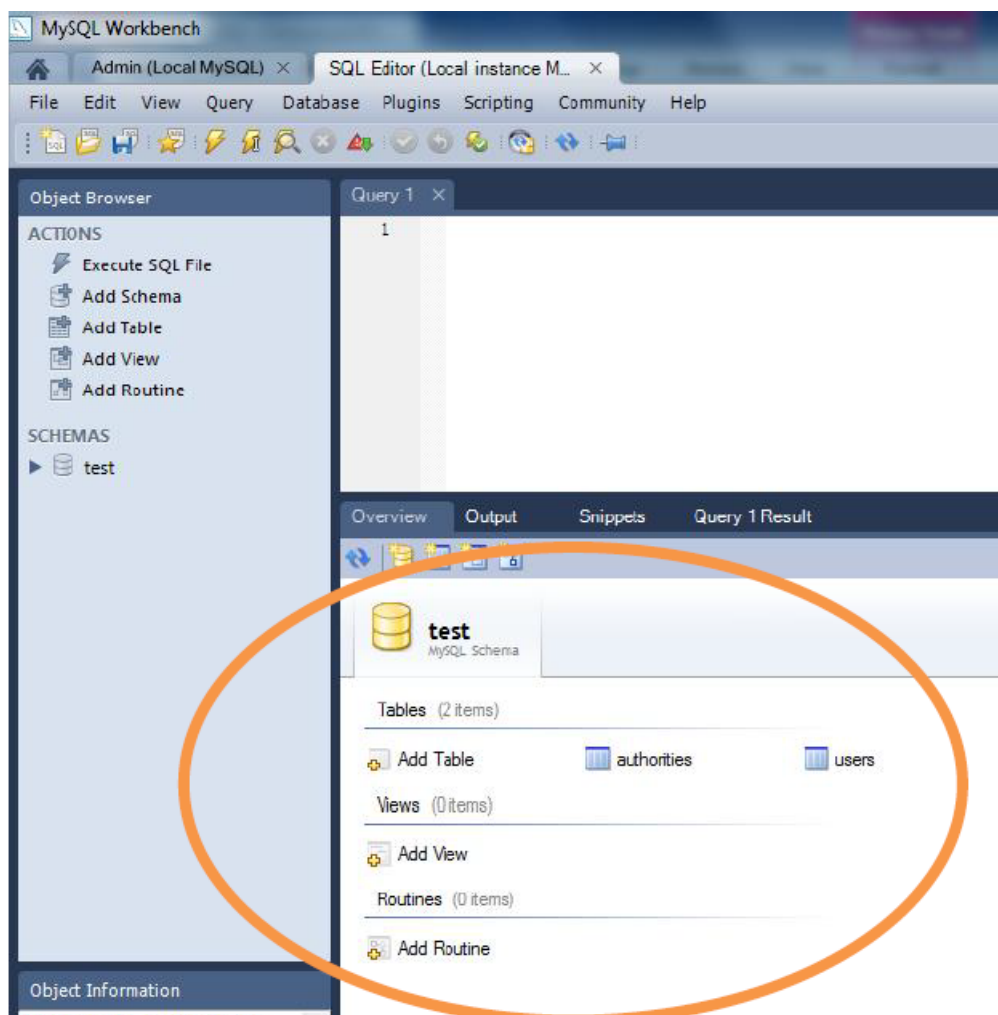 MySQL Workbench
Admin (Local MySQL)
SQL Editor (Local instance M...
File Edit View Query Database Plugins Scripting Community Help
Object Browser
ACTIONS
Execute SQL File
Add Schema
Add Table
Add View
Add Routine
SCHEMAS
test
Object Information
Query 1
1
Overview Output Snippets Query 1 Result
test
MySQL Schema
Tables (2 items)
Add Table authorities users
Views (0 items)
Add View
Routines (0 items)
Add Routine